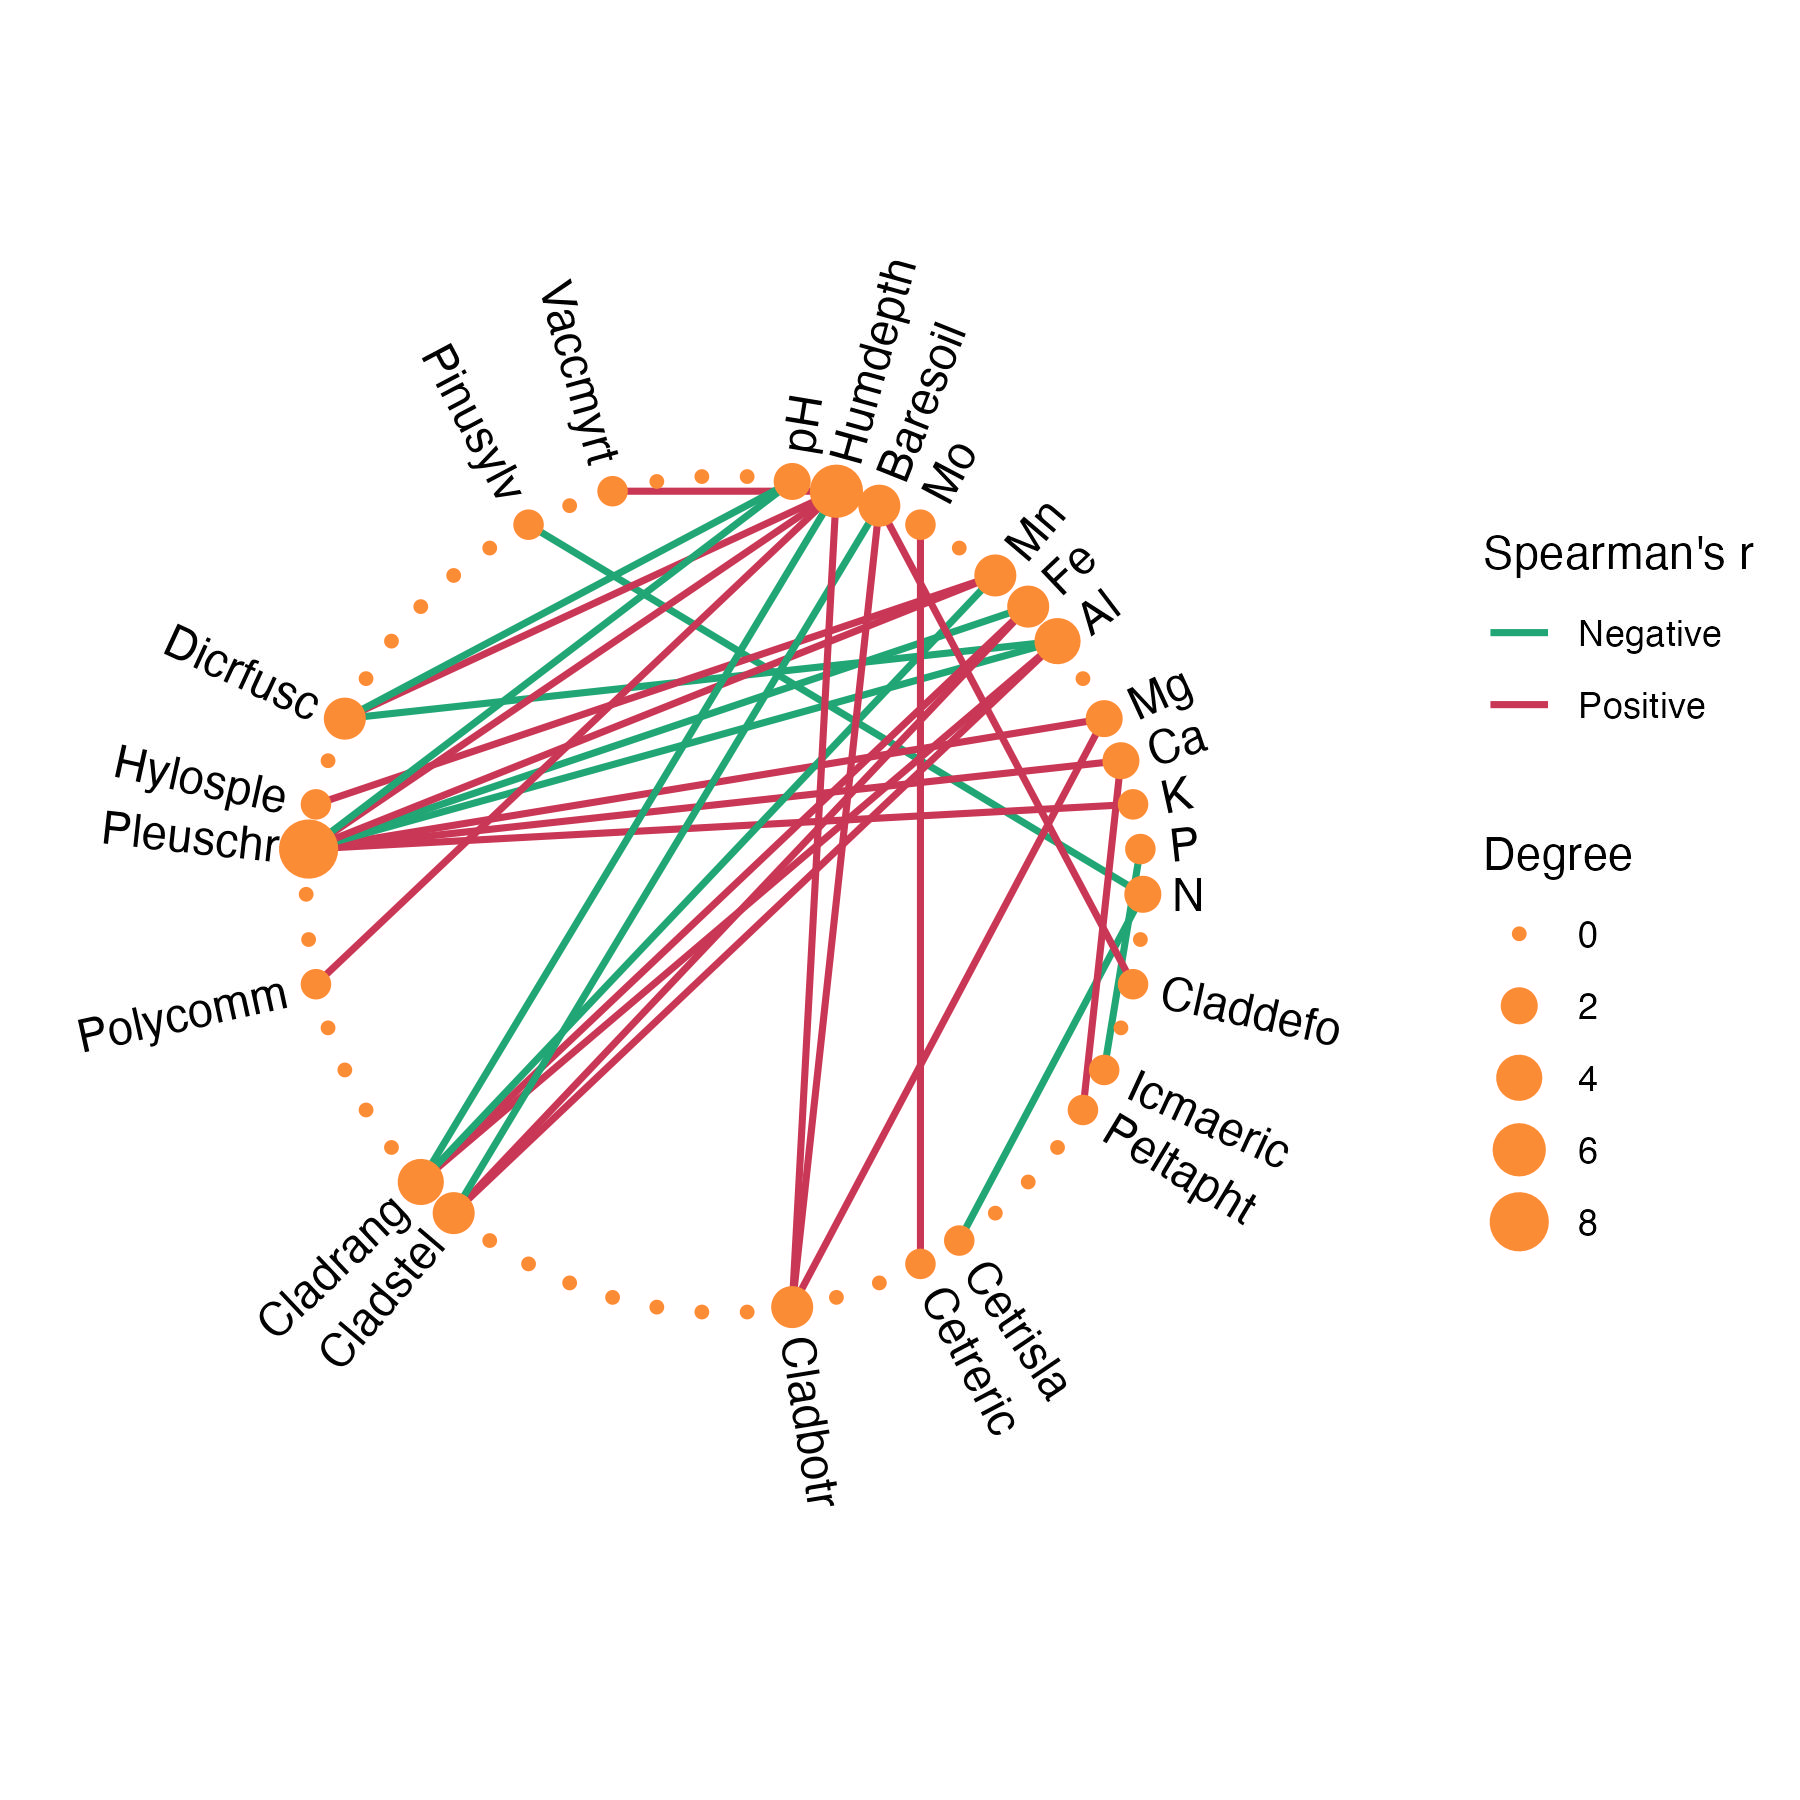 Vaccmyrt
Pinusylv
pH
Humdepth
Baresoil
Mo
Mn
Fe
Al
Mg
Ca
K
P
N
Claddefo
Icmaeric
Peltapht
Cetrisla
Cetreric
Cladbotr
Cladstel
Cladrang
Polycomm
Pleuschr
Hylosple
Dicrfusc
Spearman's r
Negative
Positive
Degree
0
2
4
6
8